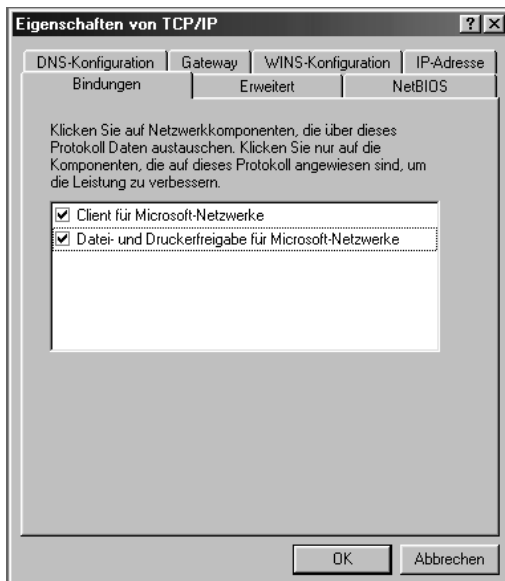 Eigenschaften von TCP/IP
DNS-Konfiguration Gateway WINS-Konfiguration IP-Adresse
Bindungen Erweitert NetBIOS
Klicken Sie auf Netzwerkkomponenten, die über dieses
Protokoll Daten austauschen. Klicken Sie nur auf die
Komponenten, die auf dieses Protokoll angewiesen sind, um
die Leistung zu verbessern.
Client für Microsoft-Netzwerke
Datei- und Druckerfreigabe für Microsoft-Netzwerke
OK Abbrechen